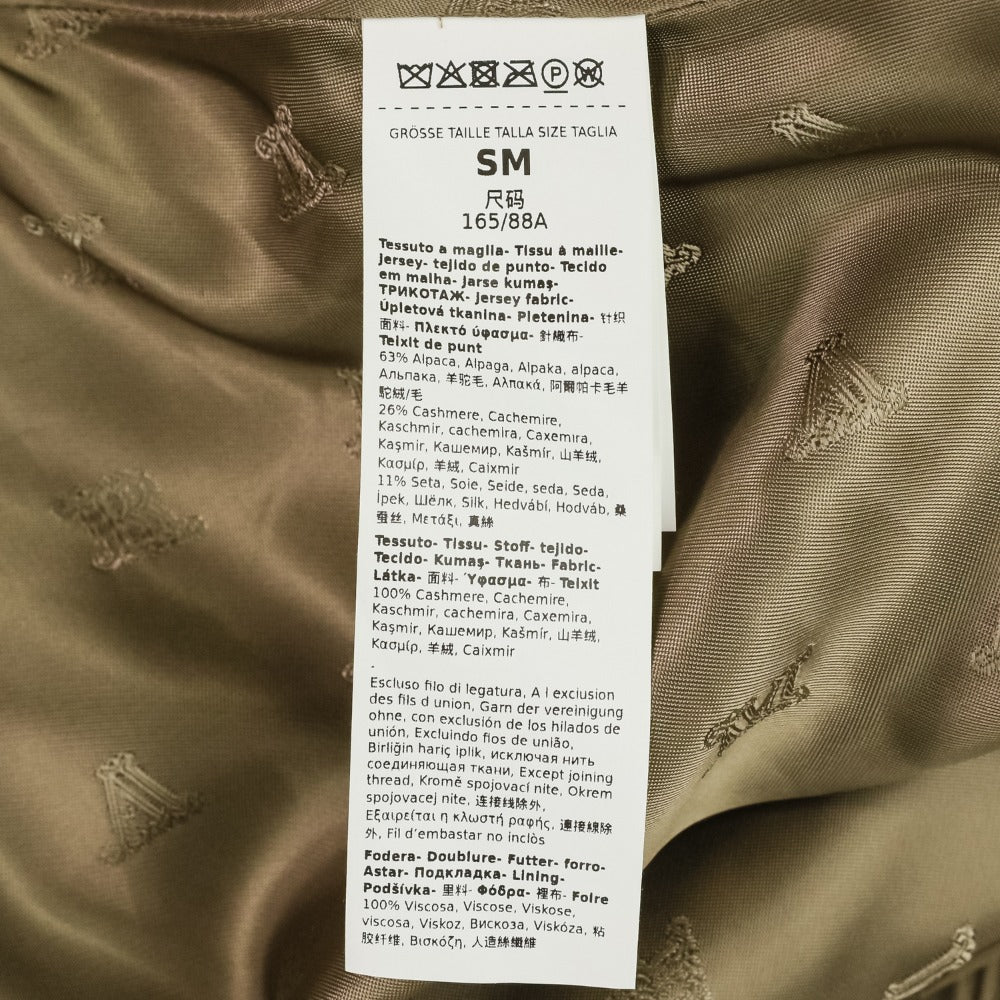 P W
GRÖSSE TAILLE TALLA SIZE TAGLIA
SM
尺码
165/88A
Tessuto a maglia- Tissu à maille-
Jersey- tejido de punto- Tecido
em malha- Jarse kumaş-
ТРИКОТАЖ- Jersey fabric-
Úpletová tkanina- Pletenina- 针织
面料- Πλεκτό ύφασμα- 針織布-
Teixit de punt
63% Alpaca, Alpaga, Alpaka, alpaca,
Альпака, 羊驼毛, Αλπακά, 阿爾帕卡毛羊
駝絨/毛
26% Cashmere, Cachemire,
Kaschmir, cachemira, Caxemira,
Kaşmir, Кашемир, Kašmír, 山羊绒,
Κασμίρ, 羊絨, Caixmir
11% Seta, Soie, Seide, seda, Seda,
İpek, Шёлк, Silk, Hedvábí, Hodváb, 桑
蚕丝, Μετάξι, 真絲
Tessuto- Tissu- Stoff- tejido-
Tecido- Kumaş- Ткань- Fabric-
Látka- 面料- Ύφασμα- 布- Teixit
100% Cashmere, Cachemire,
Kaschmir, cachemira, Caxemira,
Kaşmir, Кашемир, Kašmír, 山羊绒,
Κασμίρ, 羊絨, Caixmir
.
Escluso filo di legatura, A l exclusion
des fils d union, Garn der vereinigung
ohne, con exclusión de los hilados de
unión, Excluindo fios de união,
Birliğin hariç iplik, исключая нить
соединяющая ткани, Except joining
thread, Kromě spojovací nite, Okrem
spojovacej nite, 连接线除外,
Εξαιρείται η κλωστή ραφής, 連接線除
外, Fil d’embastar no inclòs
Fodera- Doublure- Futter- forro-
Astar- Подкладка- Lining-
Podšívka- 里料- Φόδρα- 裡布- Folre
100% Viscosa, Viscose, Viskose,
viscosa, Viskoz, Вискоза, Viskóza, 粘
胶纤维, Βισκόζη, 人造絲纖維